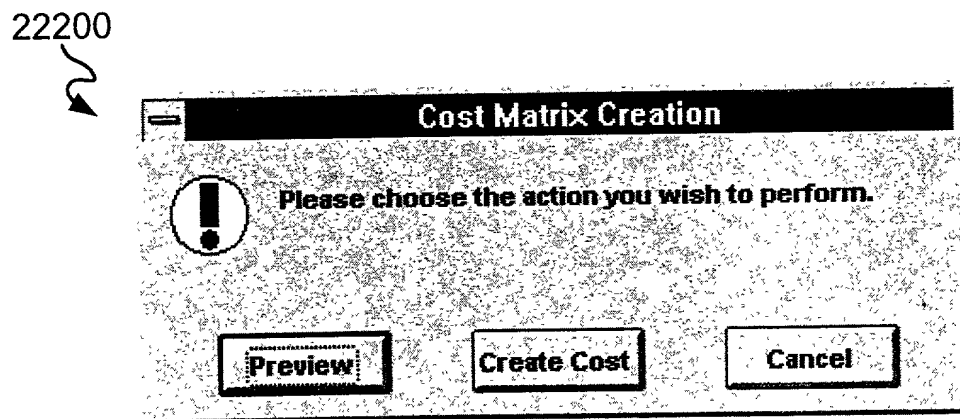 22200
Cost Matrix Creation
Please choose the action you wish to perform.
Preview Create Cost Cancel